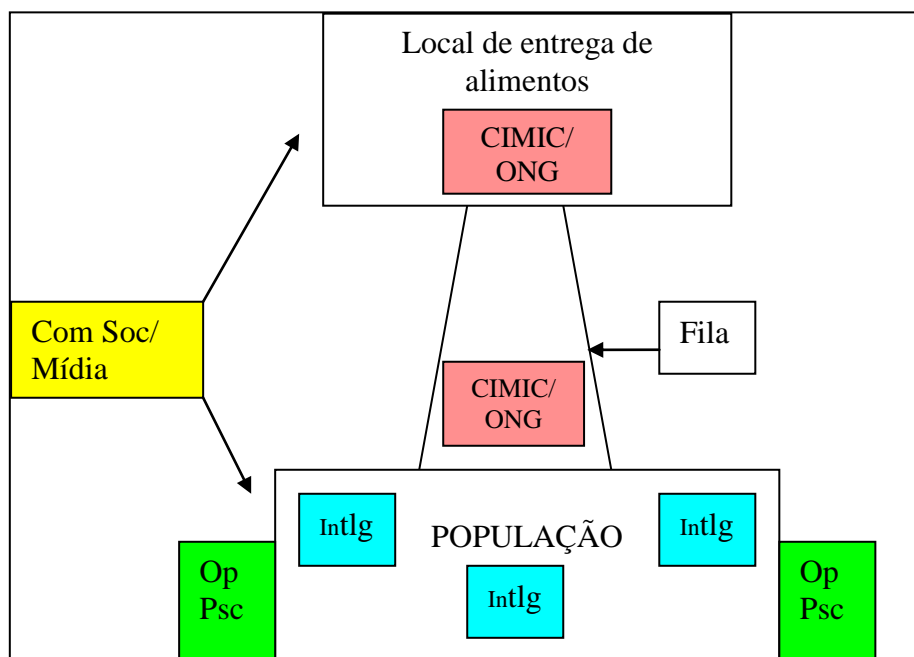 Local de entrega de
alimentos
CIMIC/
ONG
Com Soc/
Mídia
Fila
CIMIC/
ONG
Intlg
POPULAÇÃO
Intlg
Intlg
Op
Psc
Op
Psc